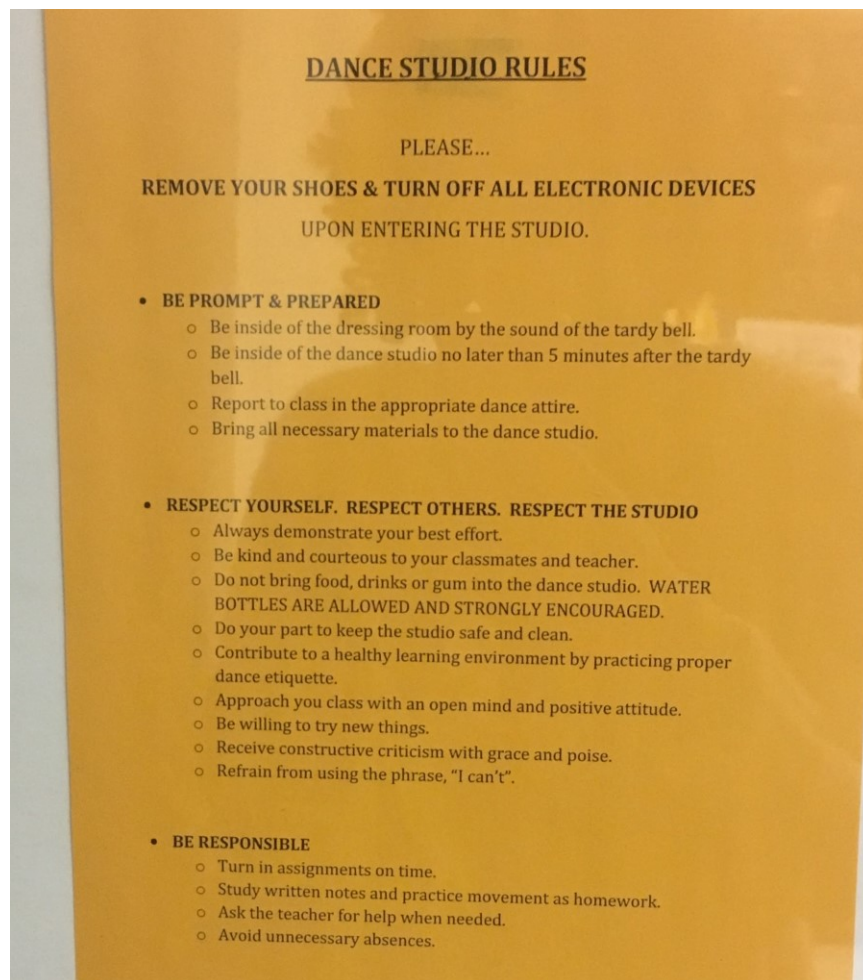 DANCE STUDIO RULES
PLEASE...
REMOVE YOUR SHOES & TURN OFF ALL ELECTRONIC DEVICES
UPON ENTERING THE STUDIO.
• BE PROMPT & PREPARED
o Be inside of the dressing room by the sound of the tardy bell.
o Be inside of the dance studio no later than 5 minutes after the tardy
bell.
o Report to class in the appropriate dance attire.
o Bring all necessary materials to the dance studio.
• RESPECT YOURSELF.  RESPECT OTHERS.  RESPECT THE STUDIO
o Always demonstrate your best effort.
o Be kind and courteous to your classmates and teacher.
o Do not bring food, drinks or gum into the dance studio.  WATER
BOTTLES ARE ALLOWED AND STRONGLY ENCOURAGED.
o Do your part to keep the studio safe and clean.
o Contribute to a healthy learning environment by practicing proper
dance etiquette.
o Approach you class with an open mind and positive attitude.
o Be willing to try new things.
o Receive constructive criticism with grace and poise.
o Refrain from using the phrase, "I can't".
• BE RESPONSIBLE
o Turn in assignments on time.
o Study written notes and practice movement as homework.
o Ask the teacher for help when needed.
o Avoid unnecessary absences.